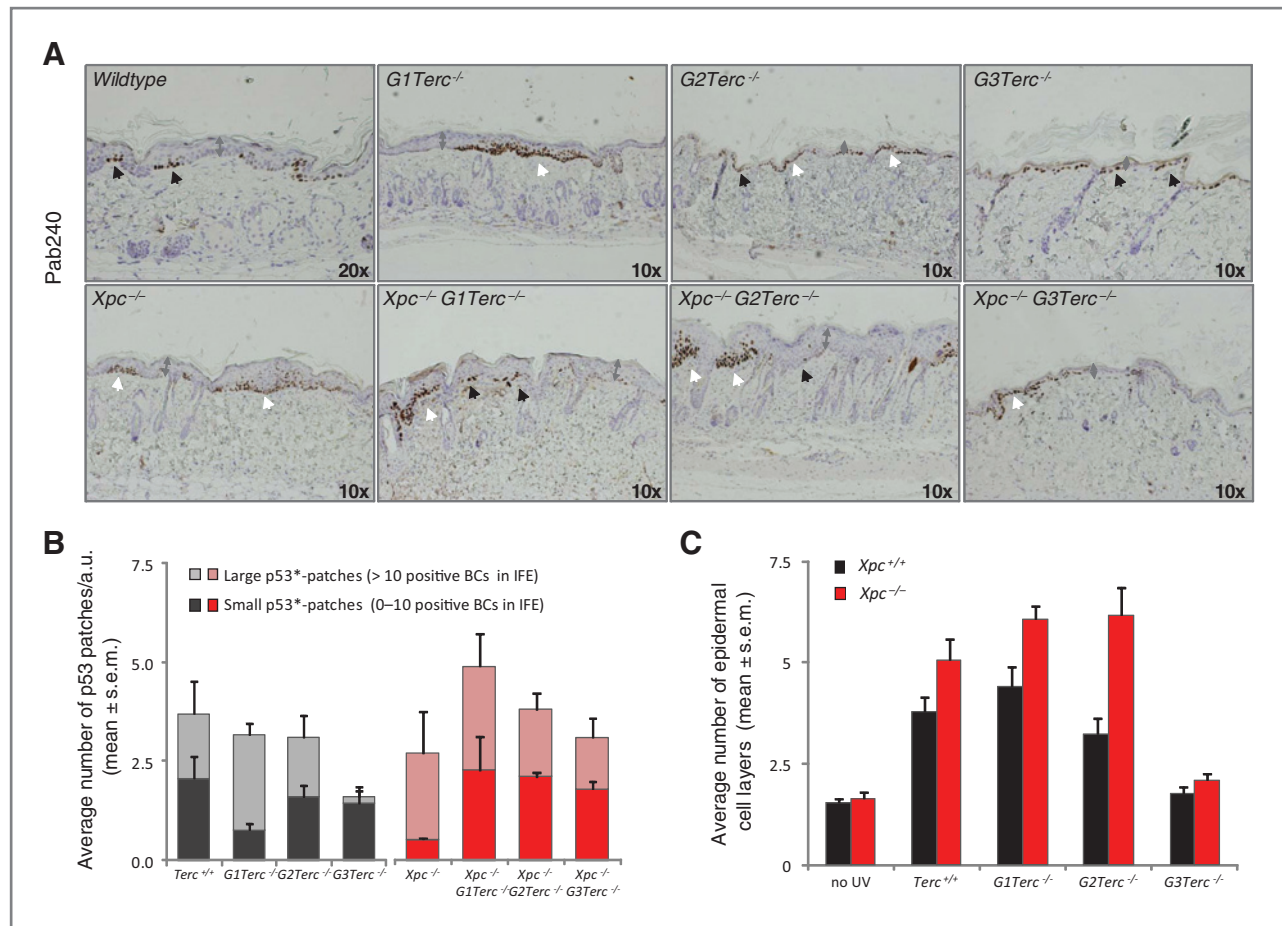 A
Pab240
Wildtype
20x
G1Terc-/-
10x
G2Terc-/-
10x
G3Terc-/-
10x
Xpc−/−
10x
Xpc−/− G1Terc−/−
10x
Xpc−/− G2Terc−/−
10x
Xpc−/− G3Terc−/−
10x
B
Average number of p53 patches/a.u.
(mean ± s.e.m.)
7.5
5.0
2.5
0.0
Large p53*-patches (> 10 positive BCs in IFE)
Small p53*-patches (0–10 positive BCs in IFE)
Terc +/+
G1Terc -/-
G2Terc -/-
G3Terc -/-
Xpc -/-
Xpc -/-
G1Terc -/-
Xpc -/-
G2Terc -/-
Xpc -/-
G3Terc -/-
C
Average number of epidermal
cell layers (mean ± s.e.m.)
7.5
5
2.5
0
Xpc+/+
Xpc−/−
no UV
Terc+/+
G1Terc -/-
G2Terc -/-
G3Terc -/-